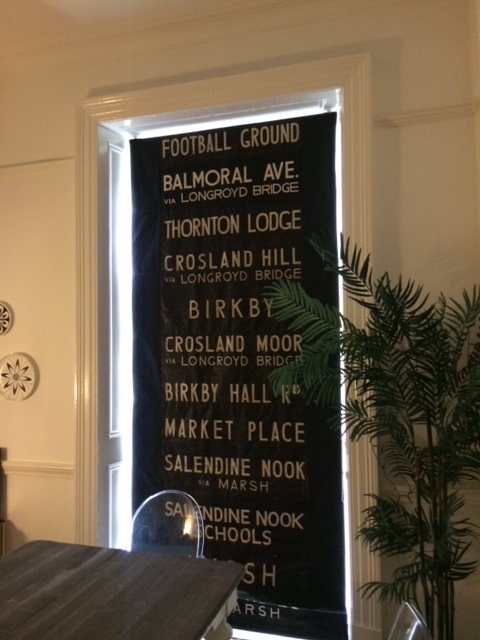 FOOTBALL GROUND
BALMORAL AVE.
VIA LONGROYD BRIDGE
THORNTON LODGE
CROSLAND HILL
VIA LONGROYD BRIDGE
BIRKBY
CROSLAND MOOR
VIA LONGROYD BRIDGE
BIRKBY HALL RD
MARKET PLACE
SALENDINE NOOK
VIA MARSH
SALENDINE NOOK
SCHOOLS